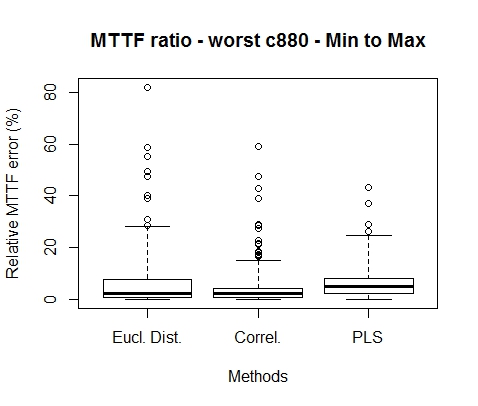 MTTF ratio - worst c880 - Min to Max
Relative MTTF error (%)
80
60
40
20
0
Eucl. Dist.
Correl.
PLS
Methods